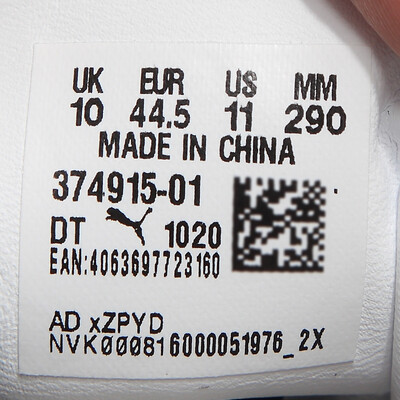 UK EUR US MM
10 44.5 11 290
MADE IN CHINA
374915-01
DT 1020
EAN:4063697723160
AD xZPYD
NVK000816000051976_2X